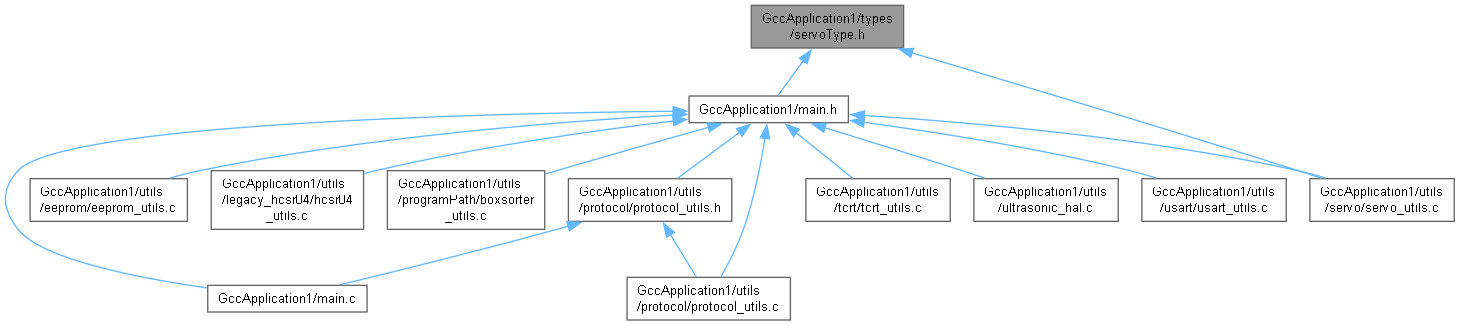 GccApplication1/types
/servoType.h
GccApplication1/main.h
GccApplication1/utils
/eeprom/eeprom_utils.c
GccApplication1/utils
/legacy_hcsr04/hcsr04
_utils.c
GccApplication1/utils
/programPath/boxsorter
_utils.c
GccApplication1/utils
/protocol/protocol_utils.h
GccApplication1/utils
/tcrt/tcrt_utils.c
GccApplication1/utils
/ultrasonic_hal.c
GccApplication1/utils
/usart/usart_utils.c
GccApplication1/utils
/servo/servo_utils.c
GccApplication1/main.c
GccApplication1/utils
/protocol/protocol_utils.c